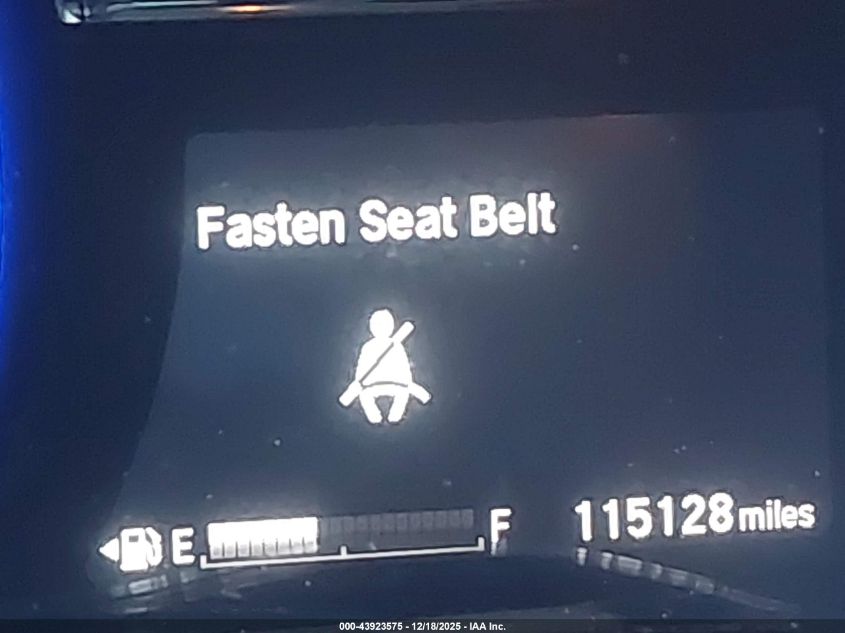 Fasten Seat Belt
E F 115128 miles
000-43923575 - 12/18/2025 - IAA Inc.